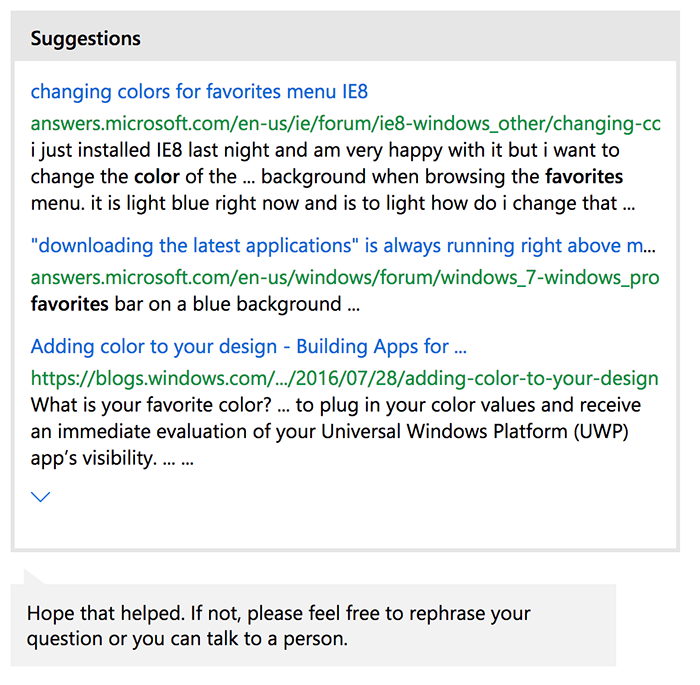 Suggestions
changing colors for favorites menu IE8
answers.microsoft.com/en-us/ie/forum/ie8-windows_other/changing-cc
i just installed IE8 last night and am very happy with it but i want to
change the color of the ... background when browsing the favorites
menu. it is light blue right now and is to light how do i change that ...
"downloading the latest applications" is always running right above m...
answers.microsoft.com/en-us/windows/forum/windows_7-windows_pro
favorites bar on a blue background ...
Adding color to your design - Building Apps for ...
https://blogs.windows.com/.../2016/07/28/adding-color-to-your-design
What is your favorite color? ... to plug in your color values and receive
an immediate evaluation of your Universal Windows Platform (UWP)
app’s visibility. ... ...
Hope that helped. If not, please feel free to rephrase your
question or you can talk to a person.